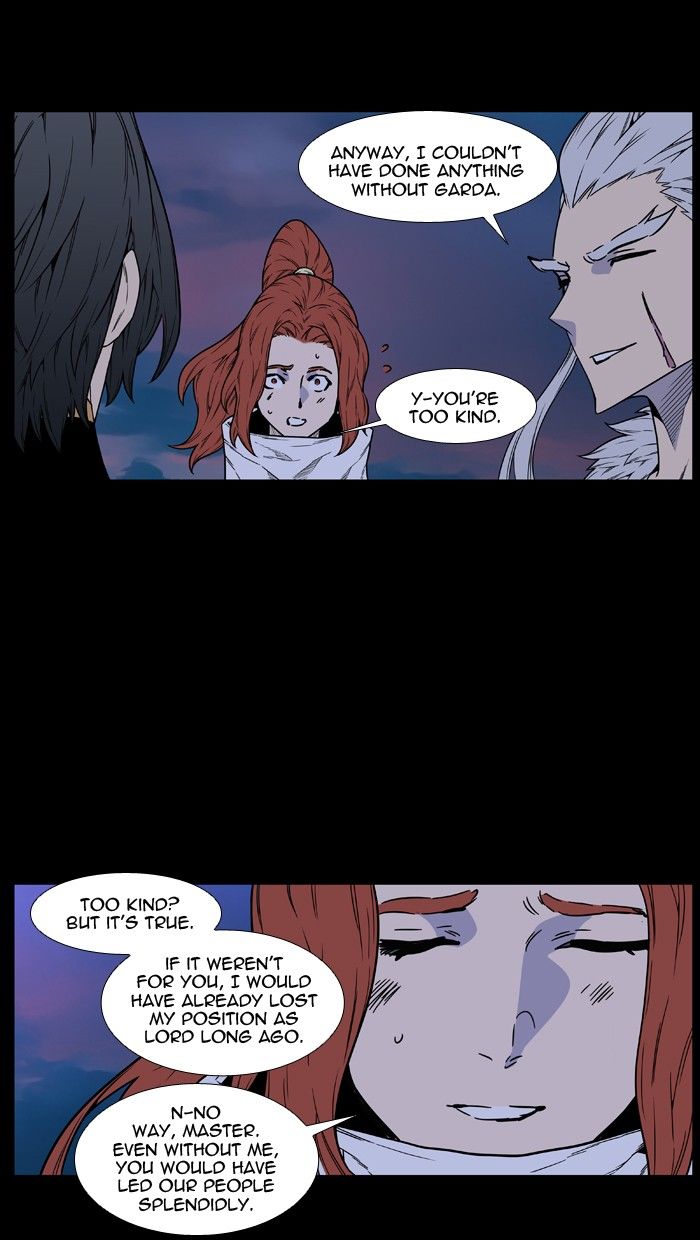 ANYWAY, I COULDN'T
HAVE DONE ANYTHING
WITHOUT GARDA.
Y-YOU'RE
TOO KIND.
TOO KIND?
BUT IT'S TRUE.
IF IT WEREN'T
FOR YOU, I WOULD
HAVE ALREADY LOST
MY POSITION AS
LORD LONG AGO.
N-NO
WAY, MASTER.
EVEN WITHOUT ME,
YOU WOULD HAVE
LED OUR PEOPLE
SPLENDIDLY.